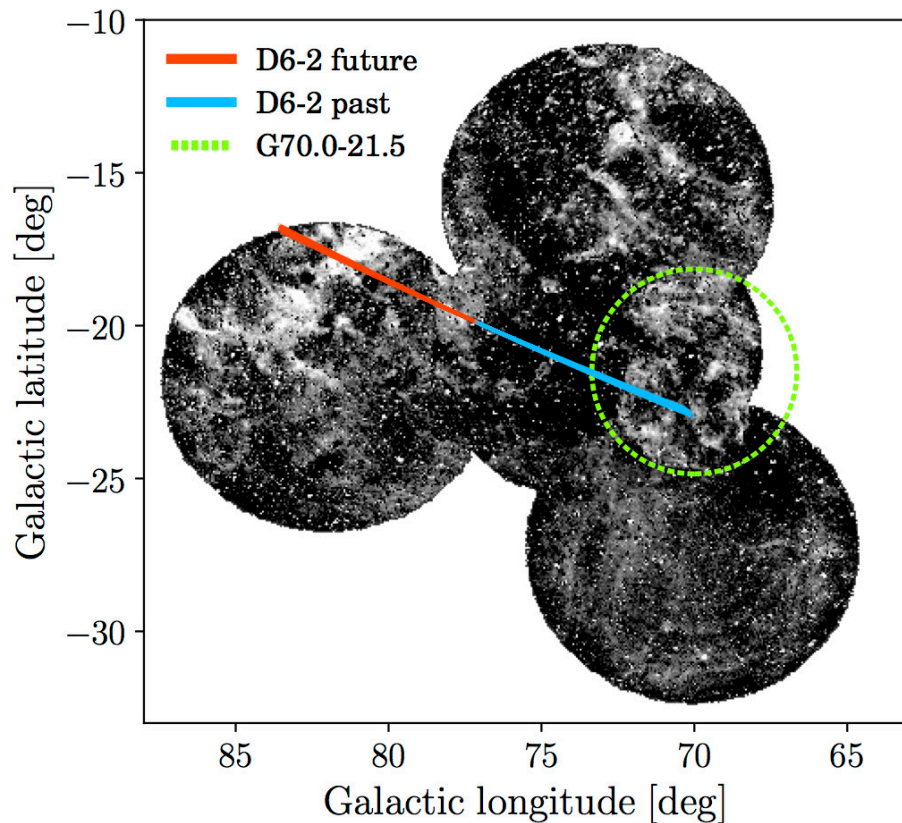 −10
D6-2 future
D6-2 past
G70.0-21.5
−15
−20
−25
−30
Galactic latitude [deg]
85 80 75 70 65
Galactic longitude [deg]